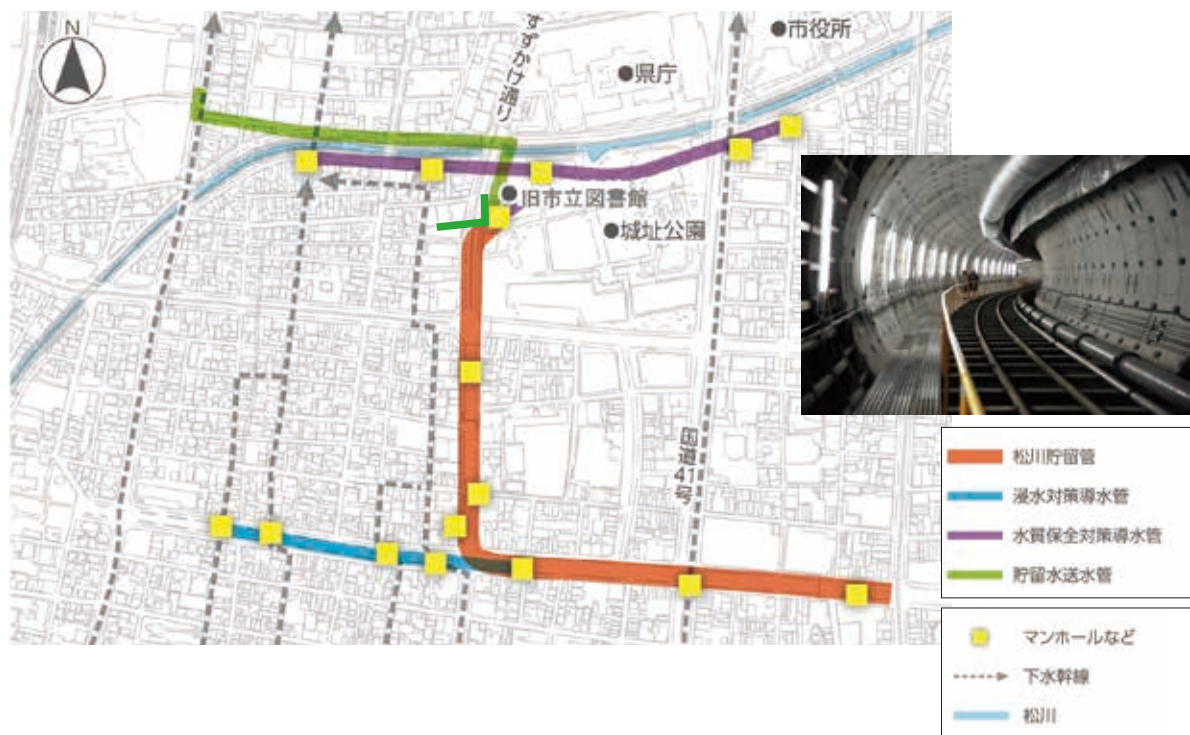 N
すずかけ通り
●市役所
●県庁
●旧市立図書館
●城址公園
国道41号
松川貯留管
浸水対策導水管
水質保全対策導水管
貯留水送水管
マンホールなど
下水幹線
松川